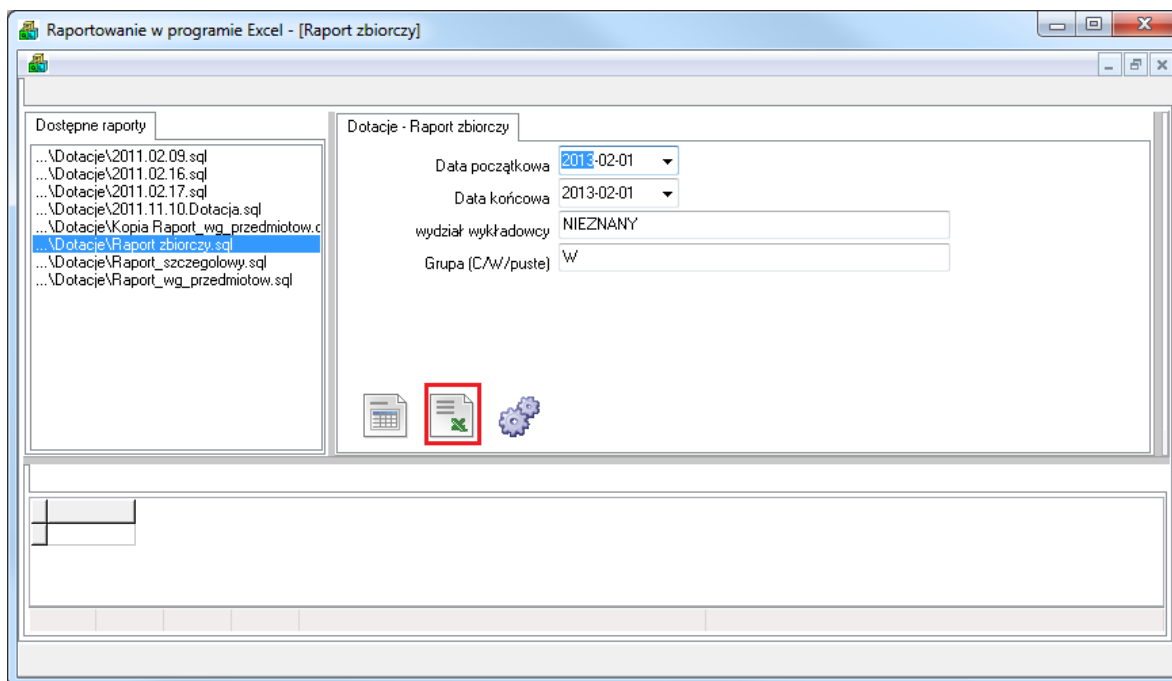 Raportowanie w programie Excel - [Raport zbiorczy]
Dostępne raporty
...\Dotacje\2011.02.09.sql
...\Dotacje\2011.02.16.sql
...\Dotacje\2011.02.17.sql
...\Dotacje\2011.11.10.Dotacja.sql
...\Dotacje\Kopia Raport_wg_przedmiotow.c
...\Dotacje\Raport zbiorczy.sql
...\Dotacje\Raport_szczegolowy.sql
...\Dotacje\Raport_wg_przedmiotow.sql
Dotacje - Raport zbiorczy
Data początkowa 2013-02-01
Data końcowa 2013-02-01
wydział wykładowcy NIEZNANY
Grupa (C/W/puste) W